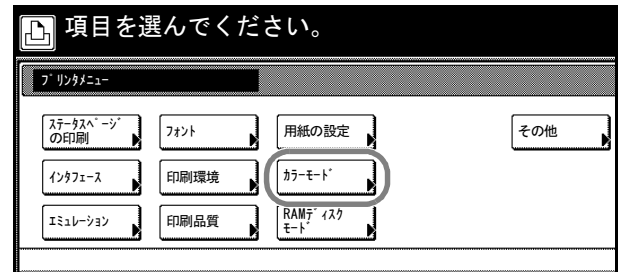 項目を選んでください。
ﾌﾟﾘﾝﾀﾒﾆｭｰ
ｽﾃｰﾀｽﾍﾟｰｼﾞ
の印刷
ﾌｫﾝﾄ
用紙の設定
その他
ｲﾝﾀﾌｪｰｽ
印刷環境
ｶﾗｰﾓｰﾄﾞ
ｴﾐｭﾚｰｼｮﾝ
印刷品質
RAMﾃﾞｨｽｸ
ﾓｰﾄﾞ